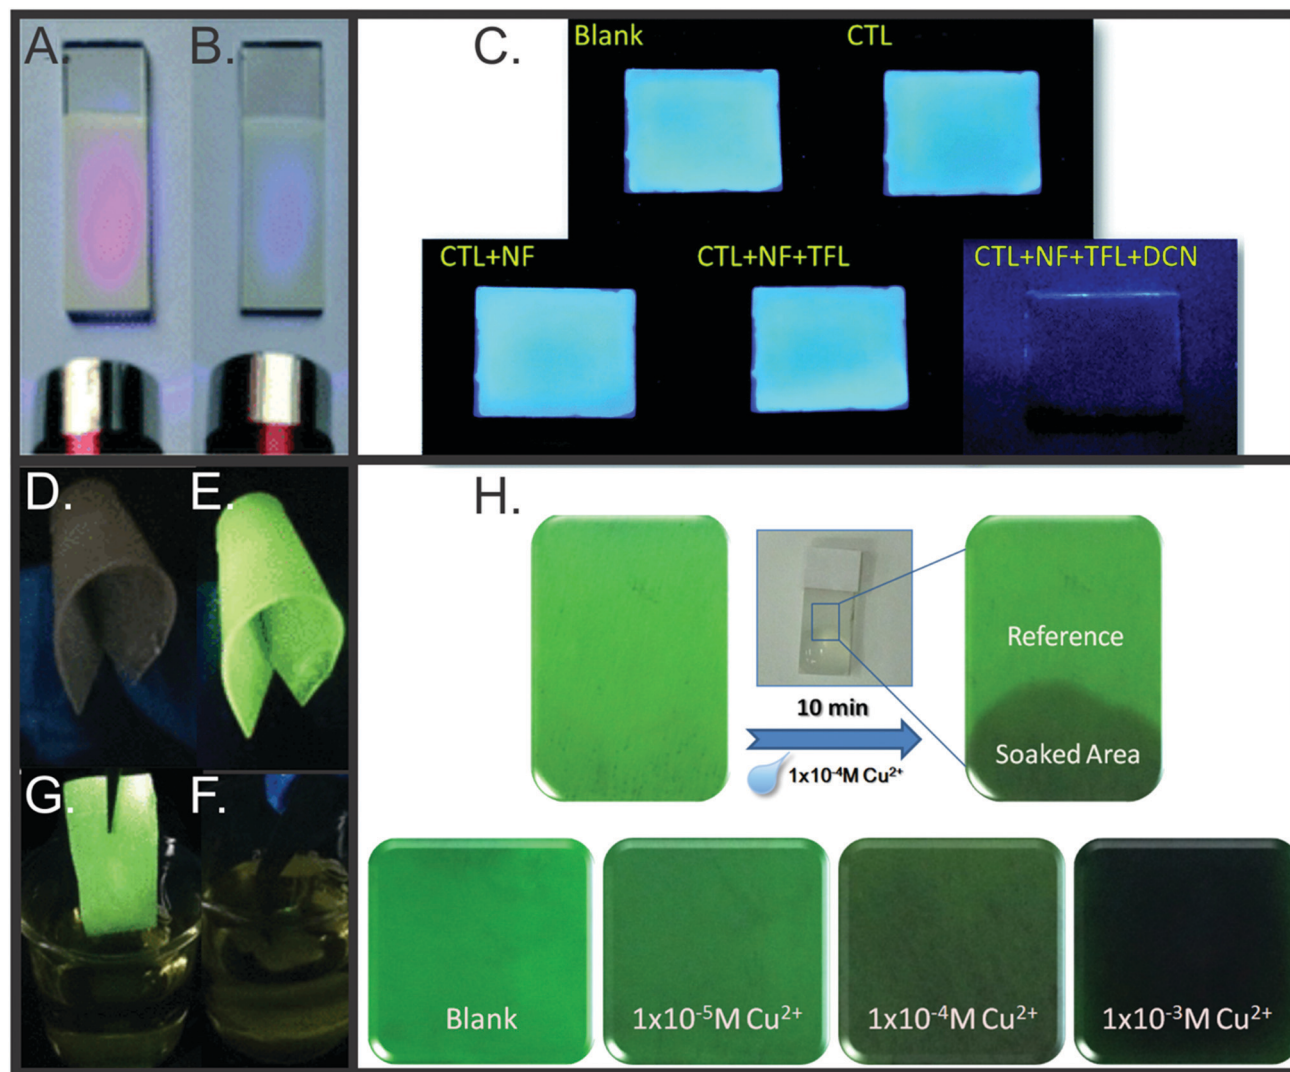 A.
B.
C.
Blank
CTL
CTL+NF
CTL+NF+TFL
CTL+NF+TFL+DCN
D.
E.
G.
F.
H.
10 min
1x10⁻⁴M Cu²⁺
Reference
Soaked Area
Blank
1x10⁻⁵M Cu²⁺
1x10⁻⁴M Cu²⁺
1x10⁻³M Cu²⁺